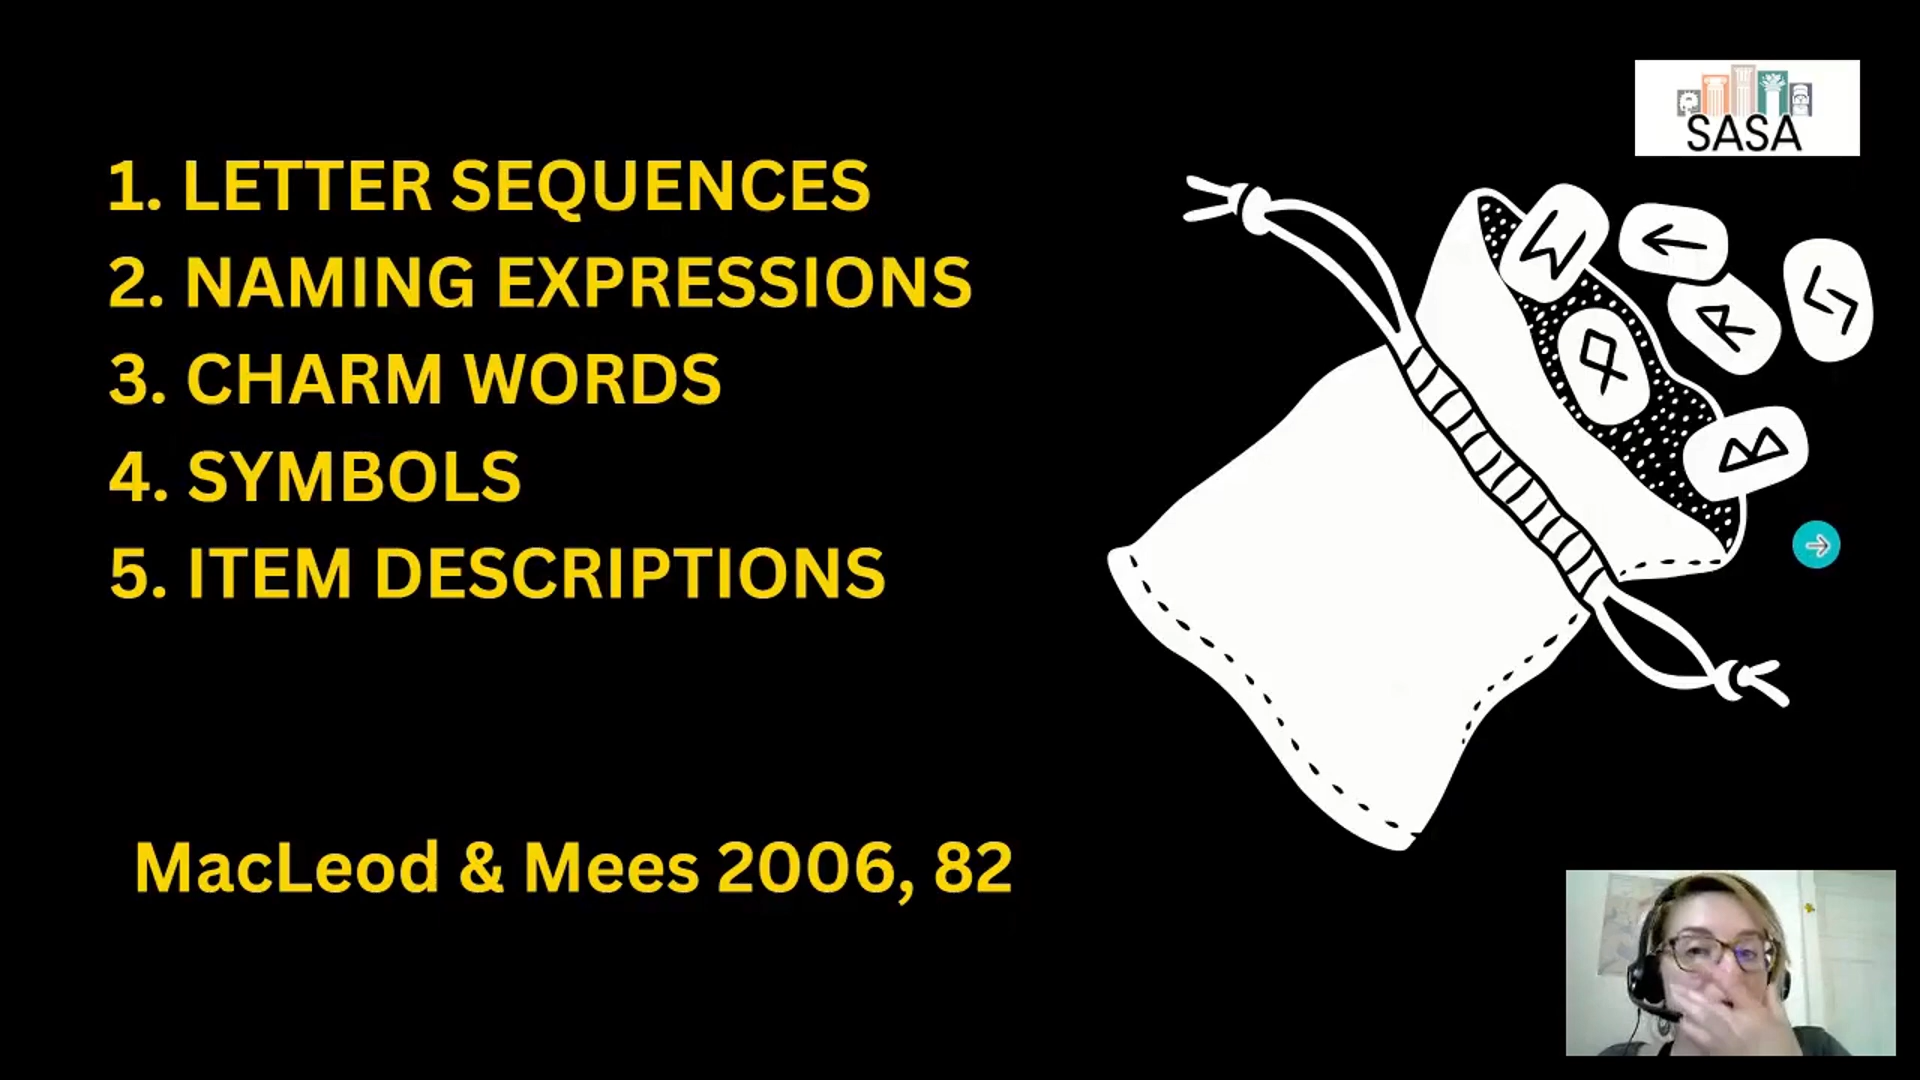 SASA
1. LETTER SEQUENCES
2. NAMING EXPRESSIONS
3. CHARM WORDS
4. SYMBOLS
5. ITEM DESCRIPTIONS
MacLeod & Mees 2006, 82